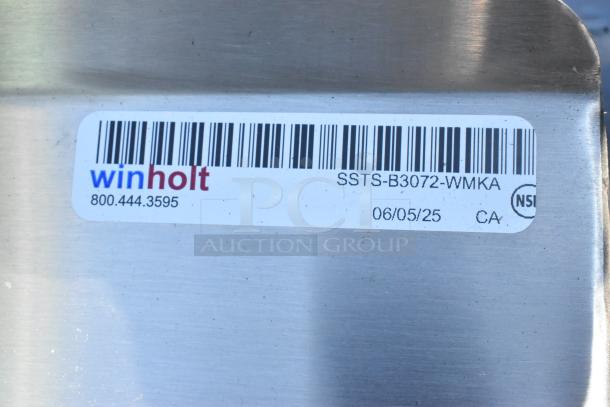 winholt
SSTS-B3072-WMKA
800.444.3595
06/05/25 CA
NSF
PCI
AUCTION GROUP